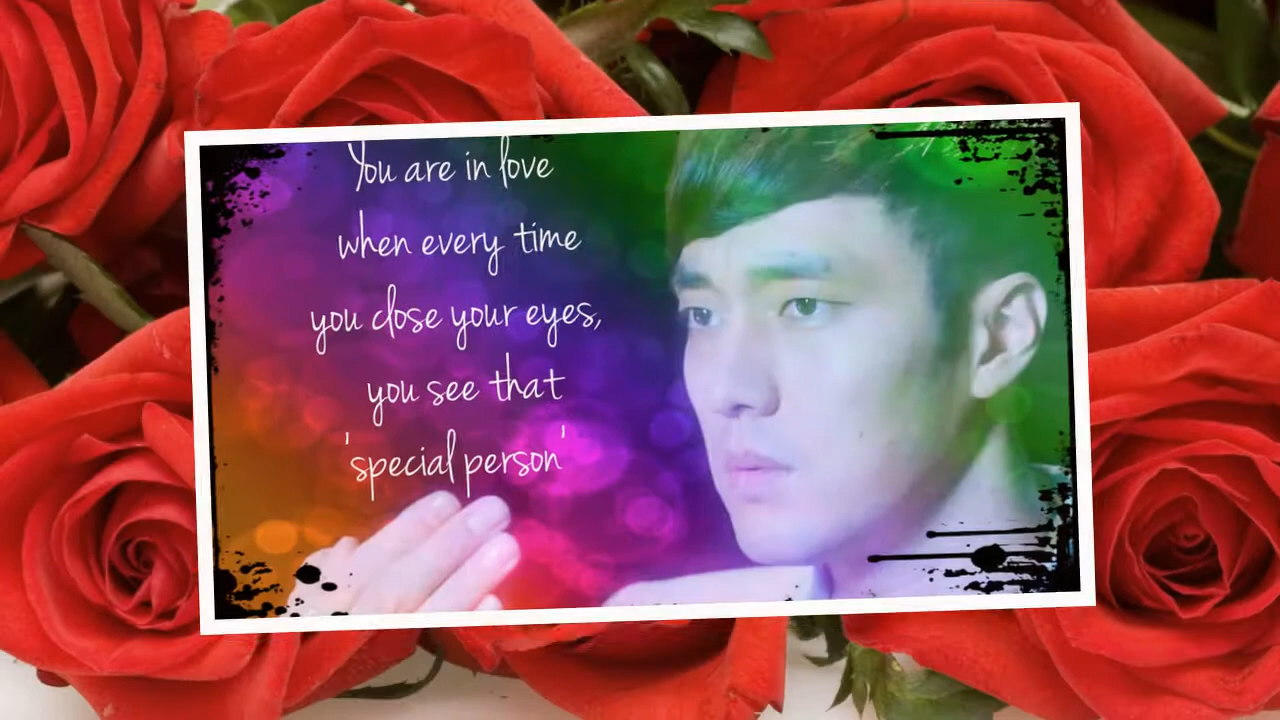 You are in love
when every time
you close your eyes,
you see that
'special person'